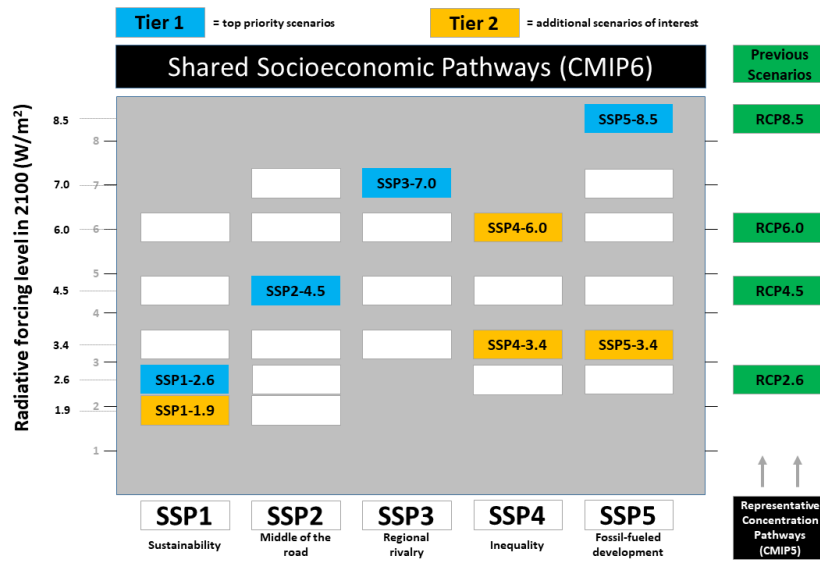 Tier 1 = top priority scenarios Tier 2 = additional scenarios of interest
Shared Socioeconomic Pathways (CMIP6)
Previous
Scenarios
Radiative forcing level in 2100 (W/m²)
8.5 SSP5-8.5 RCP8.5
8
7.0 7 SSP3-7.0
6.0 6 SSP4-6.0 RCP6.0
5
4.5 SSP2-4.5 RCP4.5
4
3.4 SSP4-3.4 SSP5-3.4
3
2.6 SSP1-2.6 RCP2.6
1.9 2 SSP1-1.9
1
SSP1 SSP2 SSP3 SSP4 SSP5
Sustainability
Middle of the
road
Regional
rivalry
Inequality
Fossil-fueled
development
Representative
Concentration
Pathways
(CMIP5)